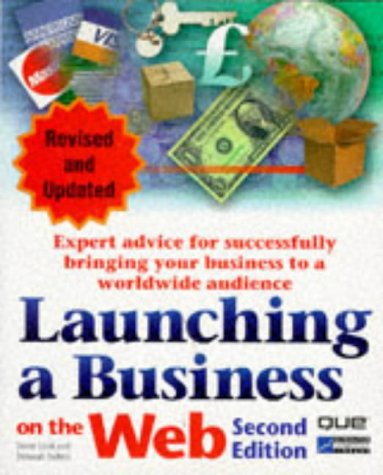 VISA
£
Revised
and
Updated
Expert advice for successfully
bringing your business to a
worldwide audience
Launching
a Business
on the Web
Second
Edition
QUE